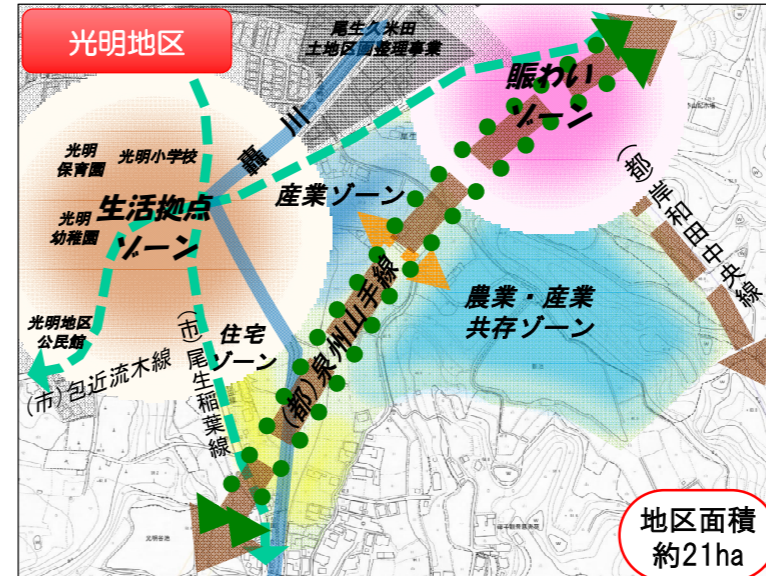 光明地区
尾生久米田
土地区画整理事業
賑わい
ゾーン
轟川
光明
保育園
光明小学校
産業ゾーン
生活拠点
ゾーン
光明
幼稚園
(都)岸和田中央線
農業・産業
共存ゾーン
(都)泉州山手線
光明地区
公民館
住宅
ゾーン
(市)尾生稲葉線
(市)包近流木線
地区面積
約21ha